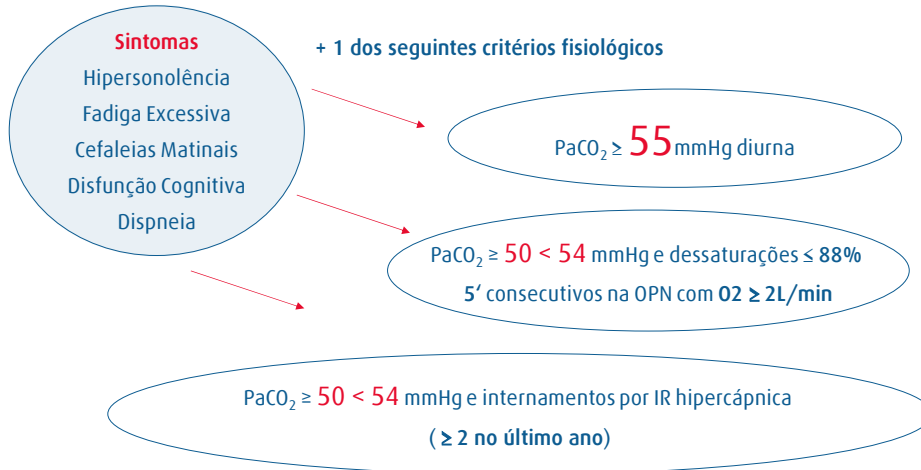 Sintomas
Hipersonolência
Fadiga Excessiva
Cefaleias Matinais
Disfunção Cognitiva
Dispneia
+ 1 dos seguintes critérios fisiológicos
PaCO₂ ≥ 55 mmHg diurna
PaCO₂ ≥ 50 < 54 mmHg e dessaturações ≤ 88%
5‘ consecutivos na OPN com O2 ≥ 2L/min
PaCO₂ ≥ 50 < 54 mmHg e internamentos por IR hipercápnica
( ≥ 2 no último ano)